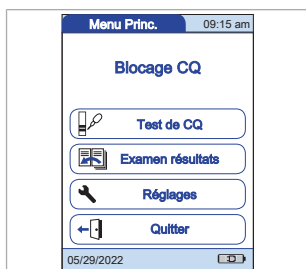 Menu Princ. 09:15 am
Blocage CQ
Test de CQ
Examen résultats
Réglages
Quitter
05/29/2022